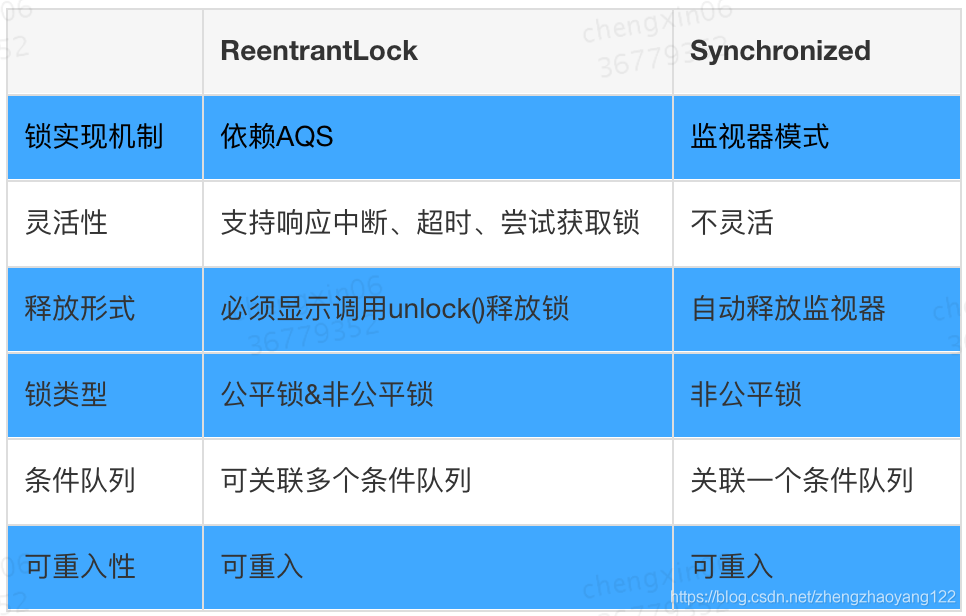 ReentrantLock Synchronized
锁实现机制 依赖AQS 监视器模式
灵活性 支持响应中断、超时、尝试获取锁 不灵活
释放形式 必须显示调用unlock()释放锁 自动释放监视器
锁类型 公平锁&非公平锁 非公平锁
条件队列 可关联多个条件队列 关联一个条件队列
可重入性 可重入 可重入
chengxin06
36779352
https://blog.csdn.net/zhengzhaoyang122